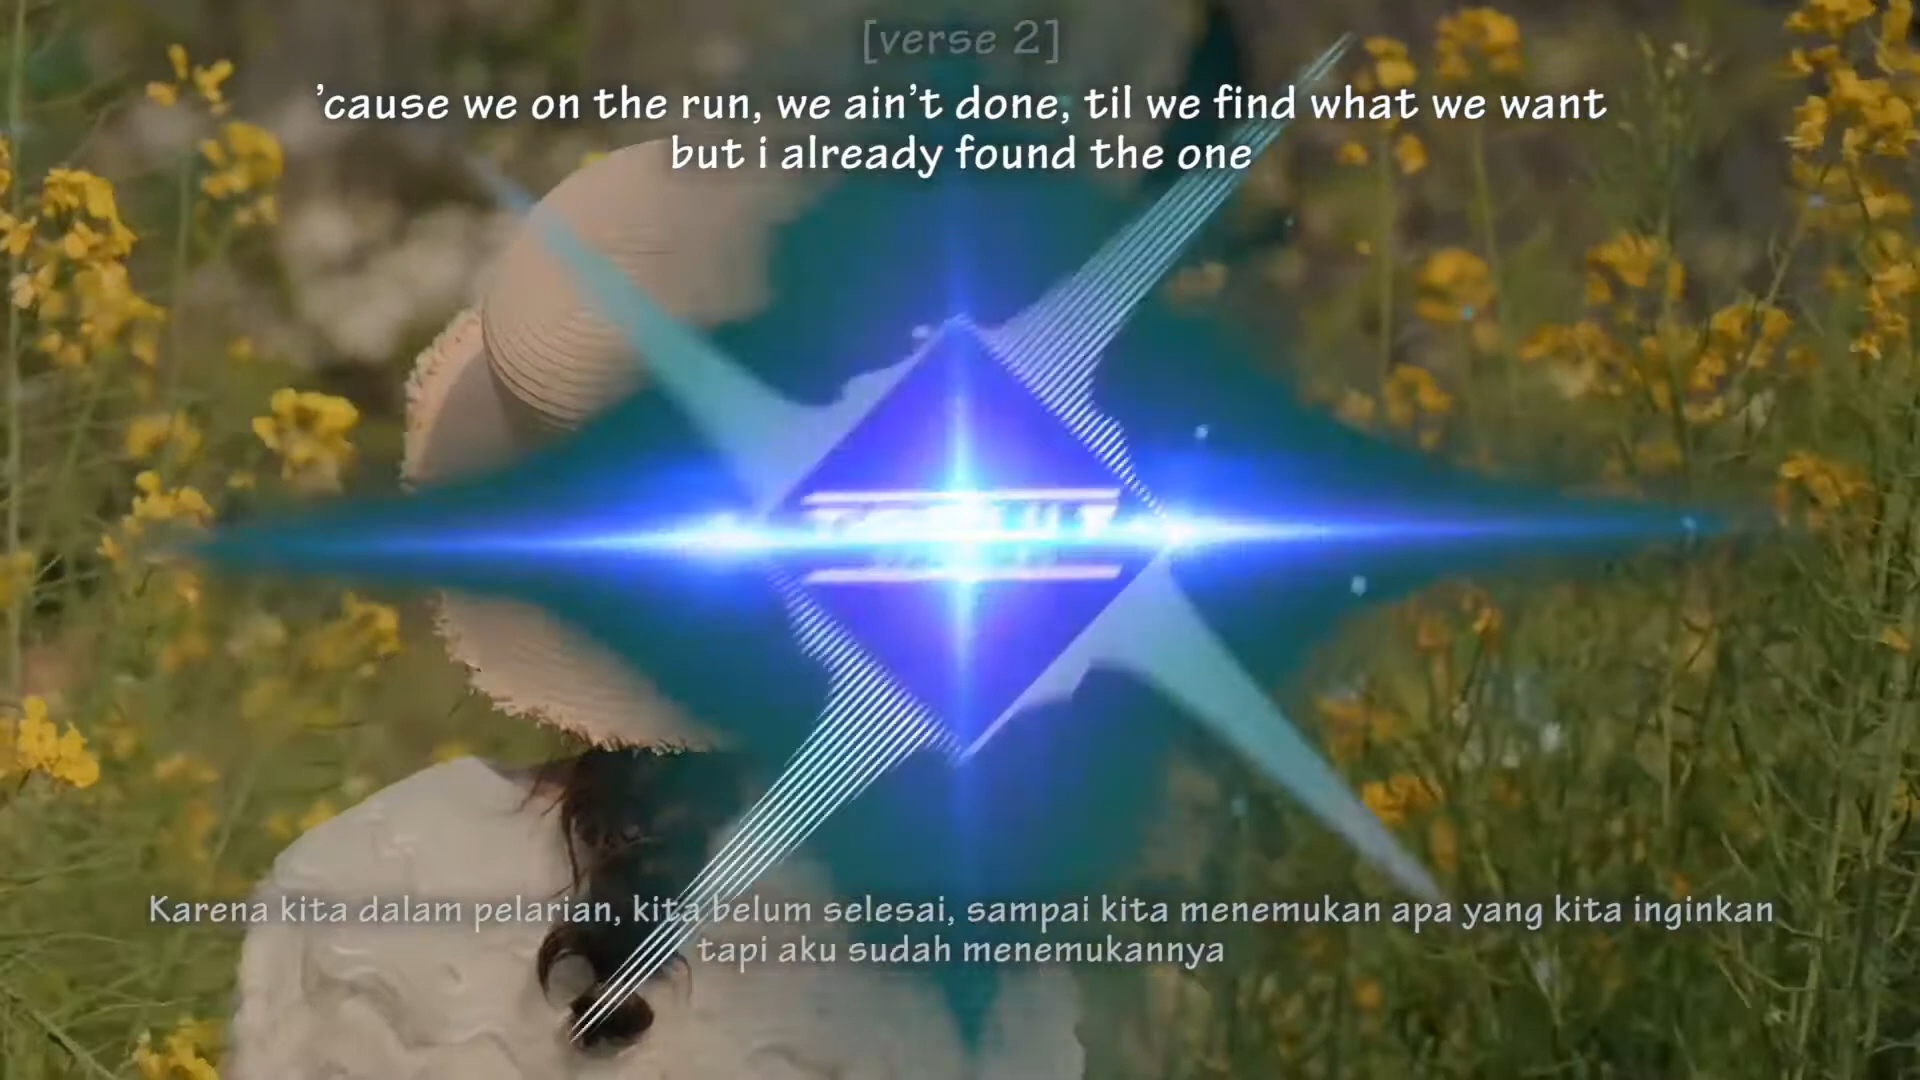 [verse 2]
'cause we on the run, we ain't done, til we find what we want
but i already found the one
Karena kita dalam pelarian, kita belum selesai, sampai kita menemukan apa yang kita inginkan
tapi aku sudah menemukannya